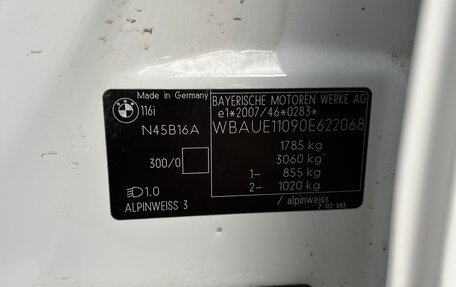 Made in Germany
BAYERISCHE MOTOREN WERKE AG
116i
e1*2007/46*0283*
N45B16A
WBAUE11090E622068
1785 kg
300/0
3060 kg
1– 855 kg
1.0
2– 1020 kg
ALPINWEISS 3
/ alpinweiss